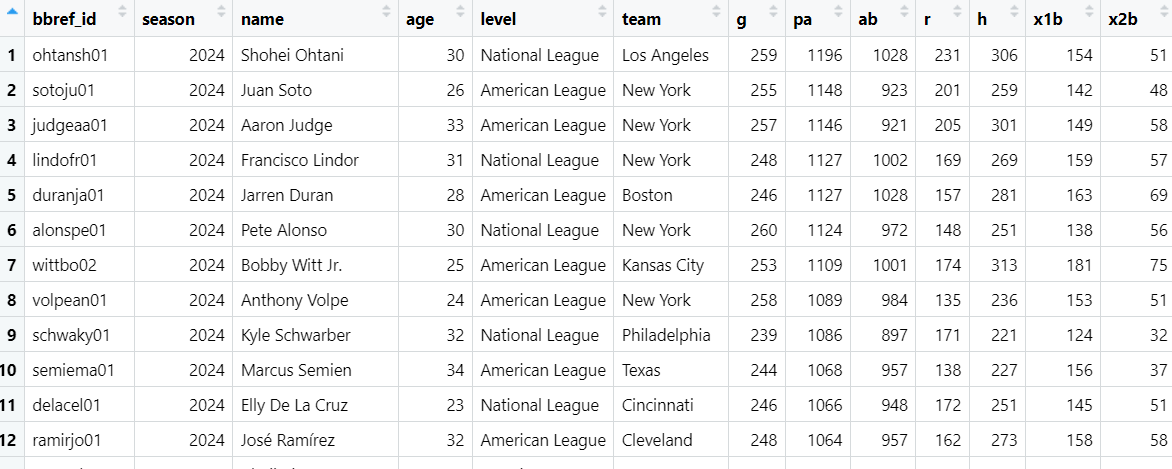 bbref_id season name age level team g pa ab r h x1b x2b
1 ohtansh01 2024 Shohei Ohtani 30 National League Los Angeles 259 1196 1028 231 306 154 51
2 sotoju01 2024 Juan Soto 26 American League New York 255 1148 923 201 259 142 48
3 judgeaa01 2024 Aaron Judge 33 American League New York 257 1146 921 205 301 149 58
4 lindofr01 2024 Francisco Lindor 31 National League New York 248 1127 1002 169 269 159 57
5 duranja01 2024 Jarren Duran 28 American League Boston 246 1127 1028 157 281 163 69
6 alonspe01 2024 Pete Alonso 30 National League New York 260 1124 972 148 251 138 56
7 wittbo02 2024 Bobby Witt Jr. 25 American League Kansas City 253 1109 1001 174 313 181 75
8 volpean01 2024 Anthony Volpe 24 American League New York 258 1089 984 135 236 153 51
9 schwaky01 2024 Kyle Schwarber 32 National League Philadelphia 239 1086 897 171 221 124 32
10 semiema01 2024 Marcus Semien 34 American League Texas 244 1068 957 138 227 156 37
11 delacel01 2024 Elly De La Cruz 23 National League Cincinnati 246 1066 948 172 251 145 51
12 ramirjo01 2024 José Ramírez 32 American League Cleveland 248 1064 957 162 273 158 58